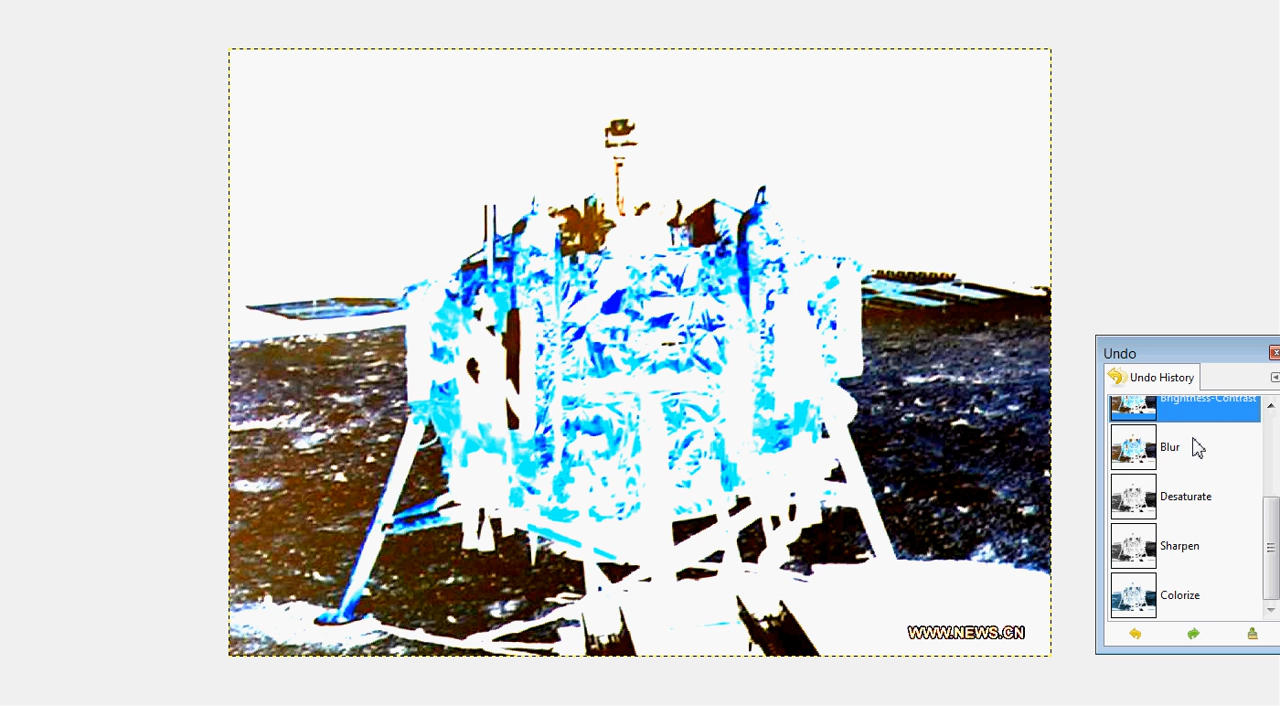 WWW.NEWS.CN
Undo
Undo History
Brightness-Contrast
Blur
Desaturate
Sharpen
Colorize